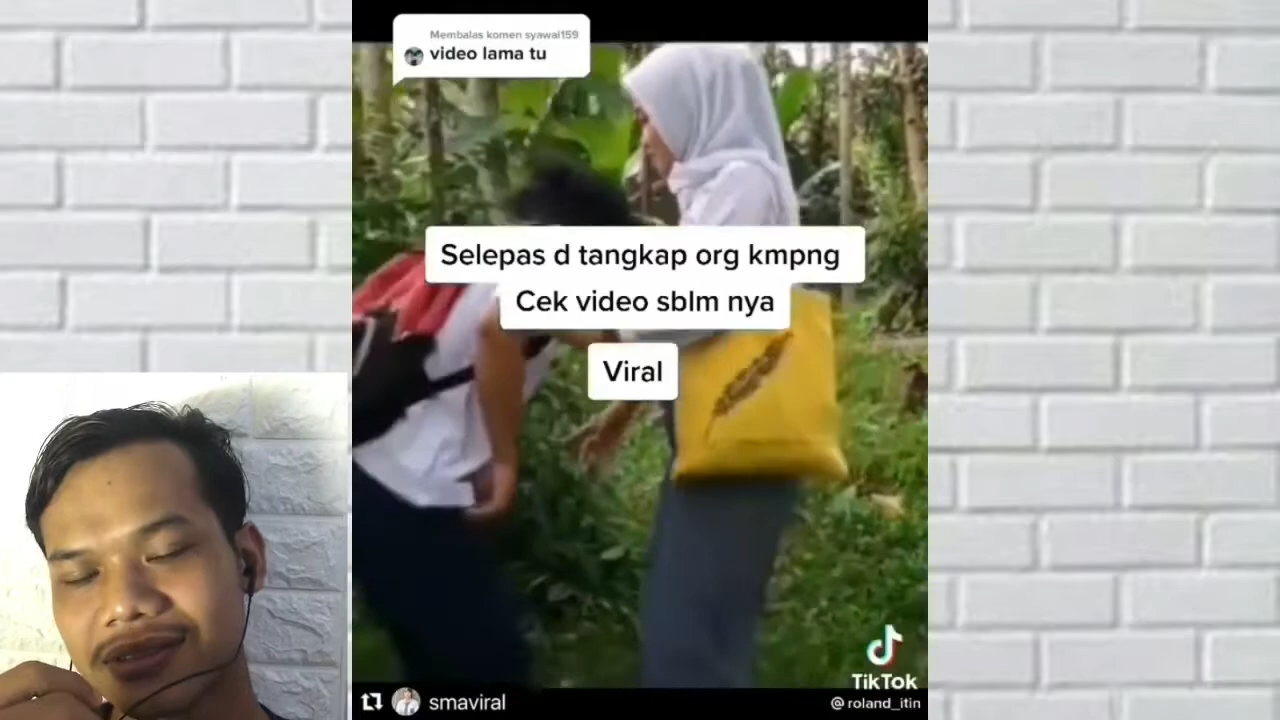 Membalas komen syawal159
video lama tu
Selepas d tangkap org kmpng
Cek video sblm nya
Viral
TikTok
smaviral
@roland_itin